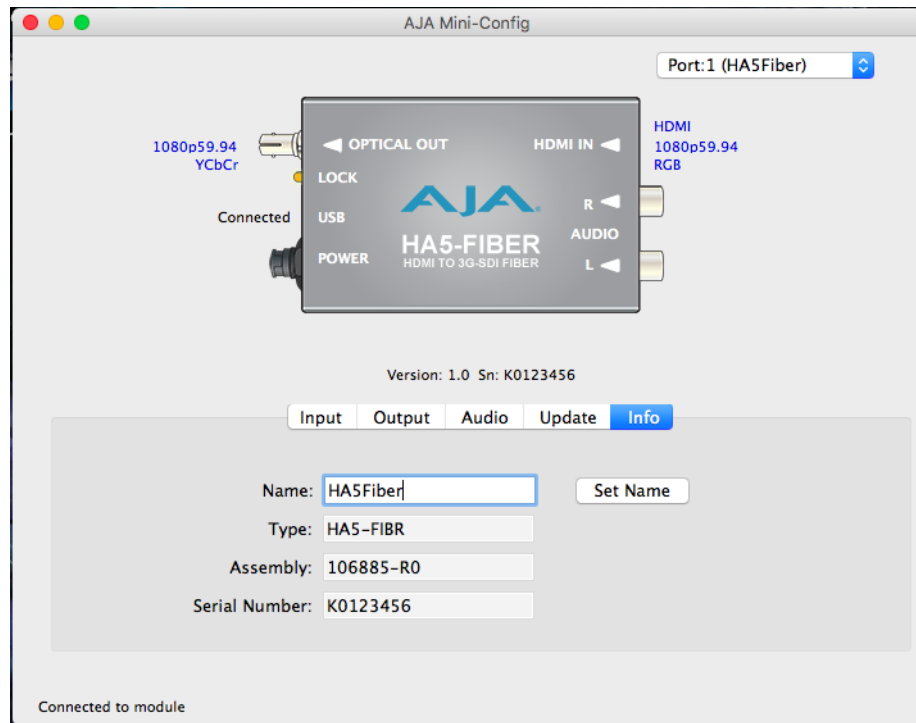 AJA Mini-Config
Port:1 (HA5Fiber)
1080p59.94
YCbCr
OPTICAL OUT
LOCK
Connected
USB
POWER
AJA
HA5-FIBER
HDMI TO 3G-SDI FIBER
HDMI IN
R
AUDIO
L
HDMI
1080p59.94
RGB
Version: 1.0 Sn: K0123456
Input Output Audio Update Info
Name: HA5Fiber Set Name
Type: HA5-FIBR
Assembly: 106885-R0
Serial Number: K0123456
Connected to module